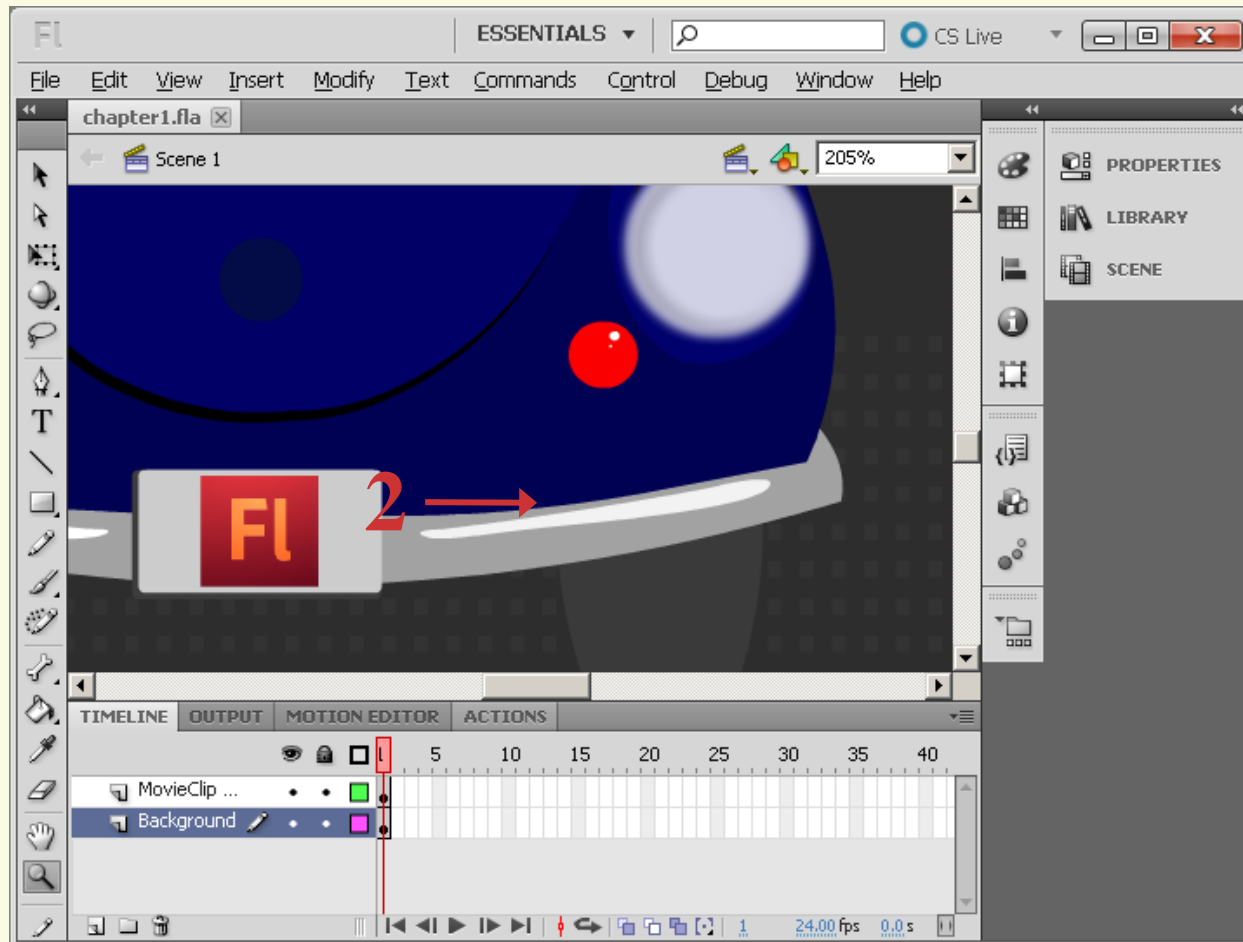 Fl ESSENTIALS CS Live
File Edit View Insert Modify Text Commands Control Debug Window Help
chapter1.fla
Scene 1 205%
PROPERTIES
LIBRARY
SCENE
T
2
Fl
TIMELINE OUTPUT MOTION EDITOR ACTIONS
1 5 10 15 20 25 30 35 40
MovieClip ...
Background
1 24.00 fps 0.0 s